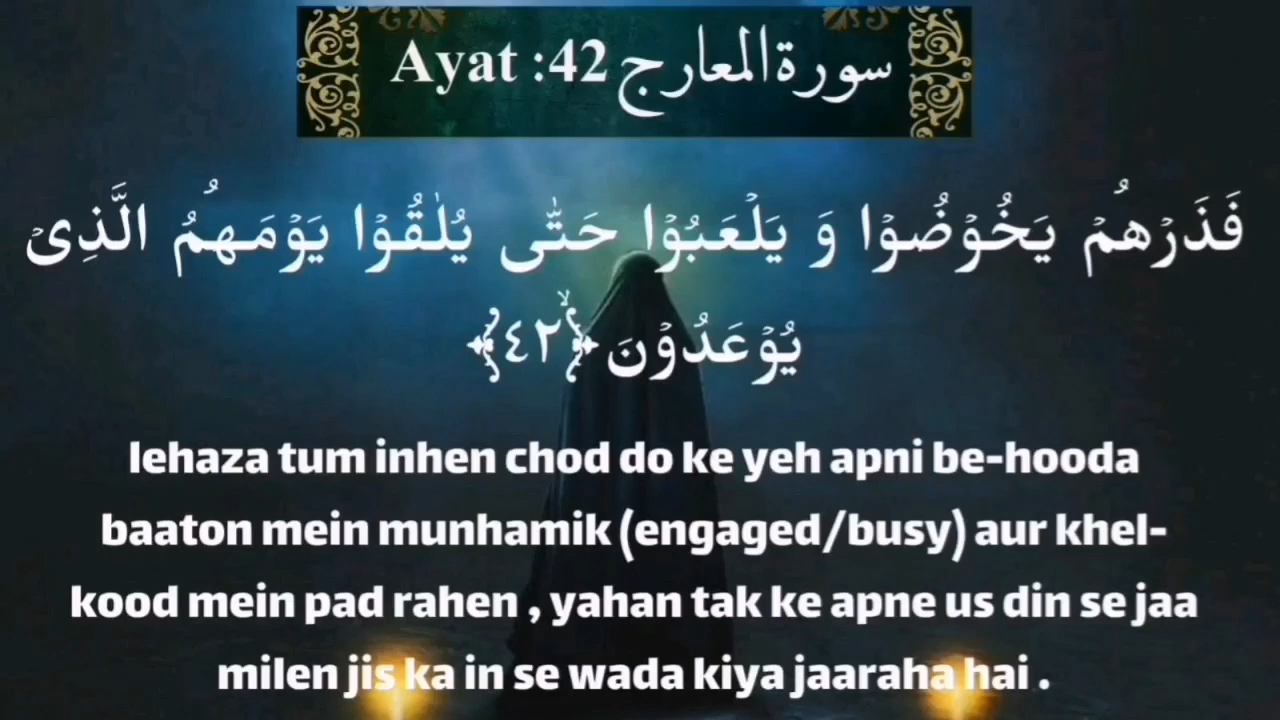 سورة المعارج Ayat :42
فَذَرْهُمْ يَخُوْضُوْا وَ يَلْعَبُوْا حَتّٰى يُلٰقُوْا يَوْمَهُمُ الَّذِىْ
يُوْعَدُوْنَ ﴿۴۲﴾ۙ
lehaza tum inhen chod do ke yeh apni be-hooda
baaton mein munhamik (engaged/busy) aur khel-
kood mein pad rahen , yahan tak ke apne us din se jaa
milen jis ka in se wada kiya jaaraha hai .